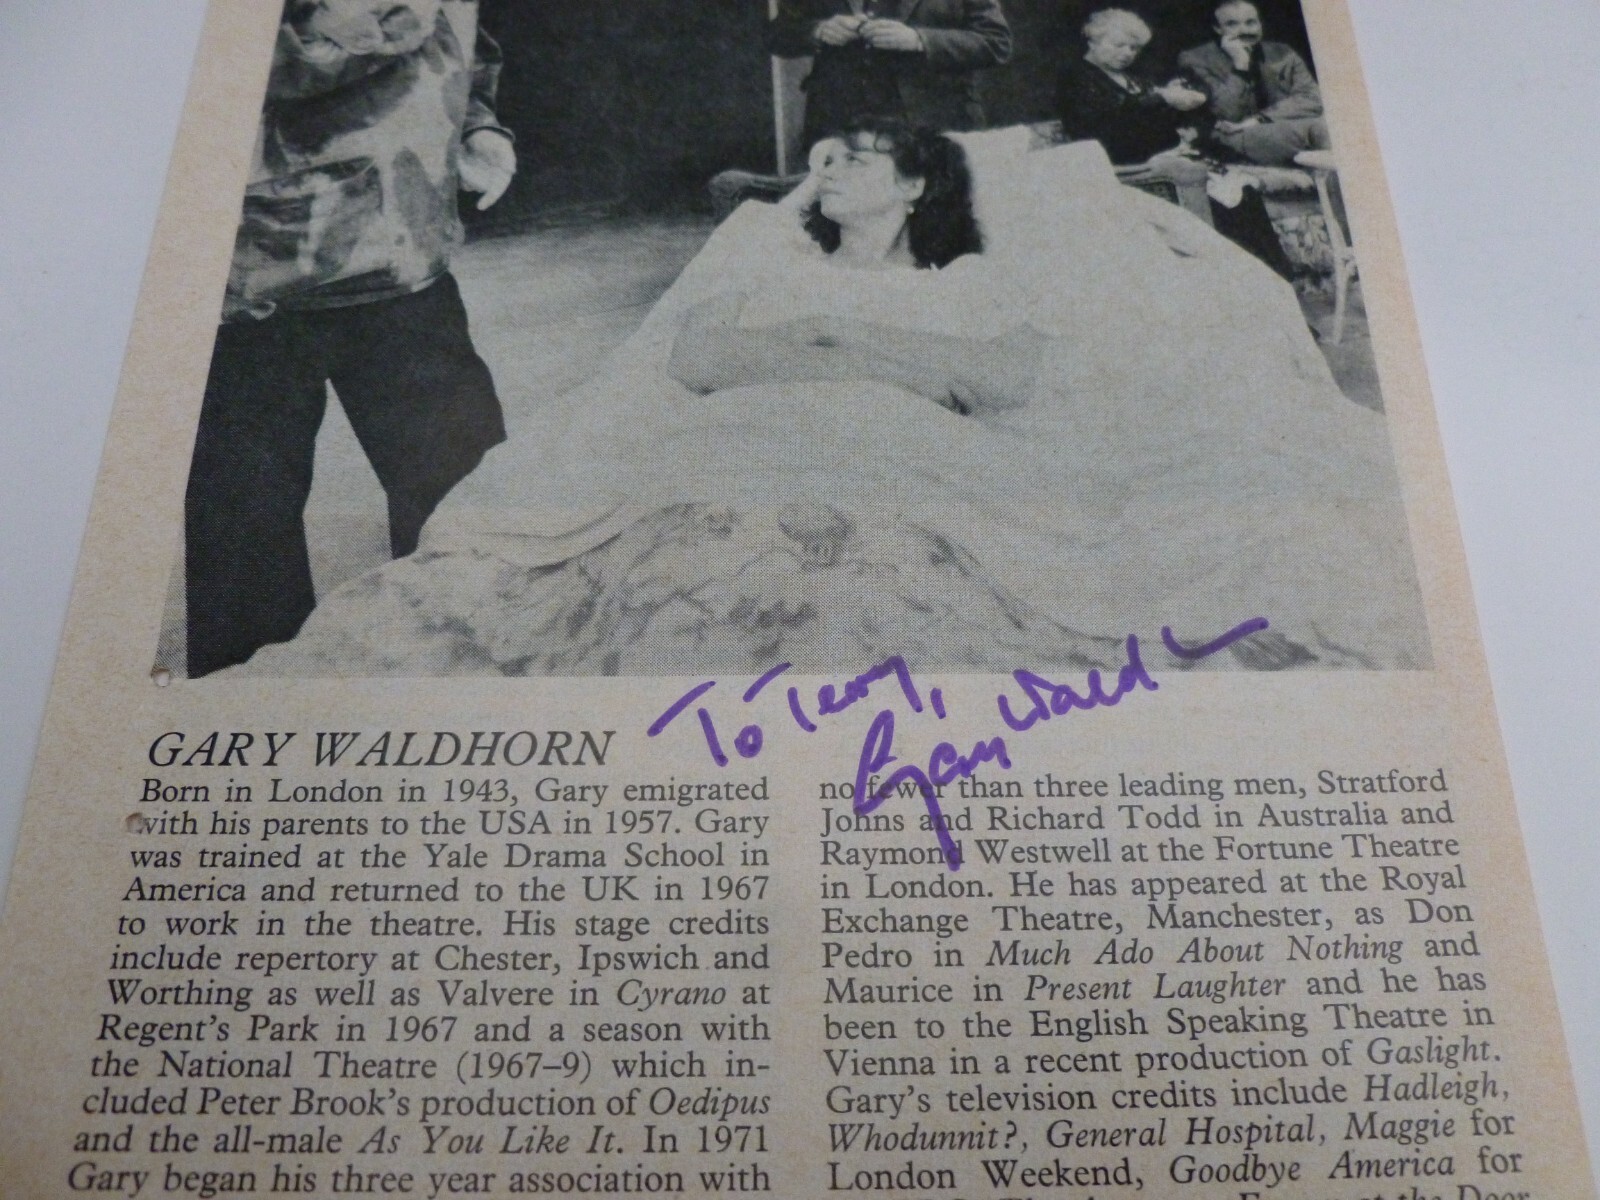 To Terry,
Gary Wald
GARY WALDHORN
Born in London in 1943, Gary emigrated
with his parents to the USA in 1957. Gary
was trained at the Yale Drama School in
America and returned to the UK in 1967
to work in the theatre. His stage credits
include repertory at Chester, Ipswich and
Worthing as well as Valvere in Cyrano at
Regent's Park in 1967 and a season with
the National Theatre (1967–9) which in-
cluded Peter Brook's production of Oedipus
and the all-male As You Like It. In 1971
Gary began his three year association with
no fewer than three leading men, Stratford
Johns and Richard Todd in Australia and
Raymond Westwell at the Fortune Theatre
in London. He has appeared at the Royal
Exchange Theatre, Manchester, as Don
Pedro in Much Ado About Nothing and
Maurice in Present Laughter and he has
been to the English Speaking Theatre in
Vienna in a recent production of Gaslight.
Gary's television credits include Hadleigh,
Whodunnit?, General Hospital, Maggie for
London Weekend, Goodbye America for
the Door